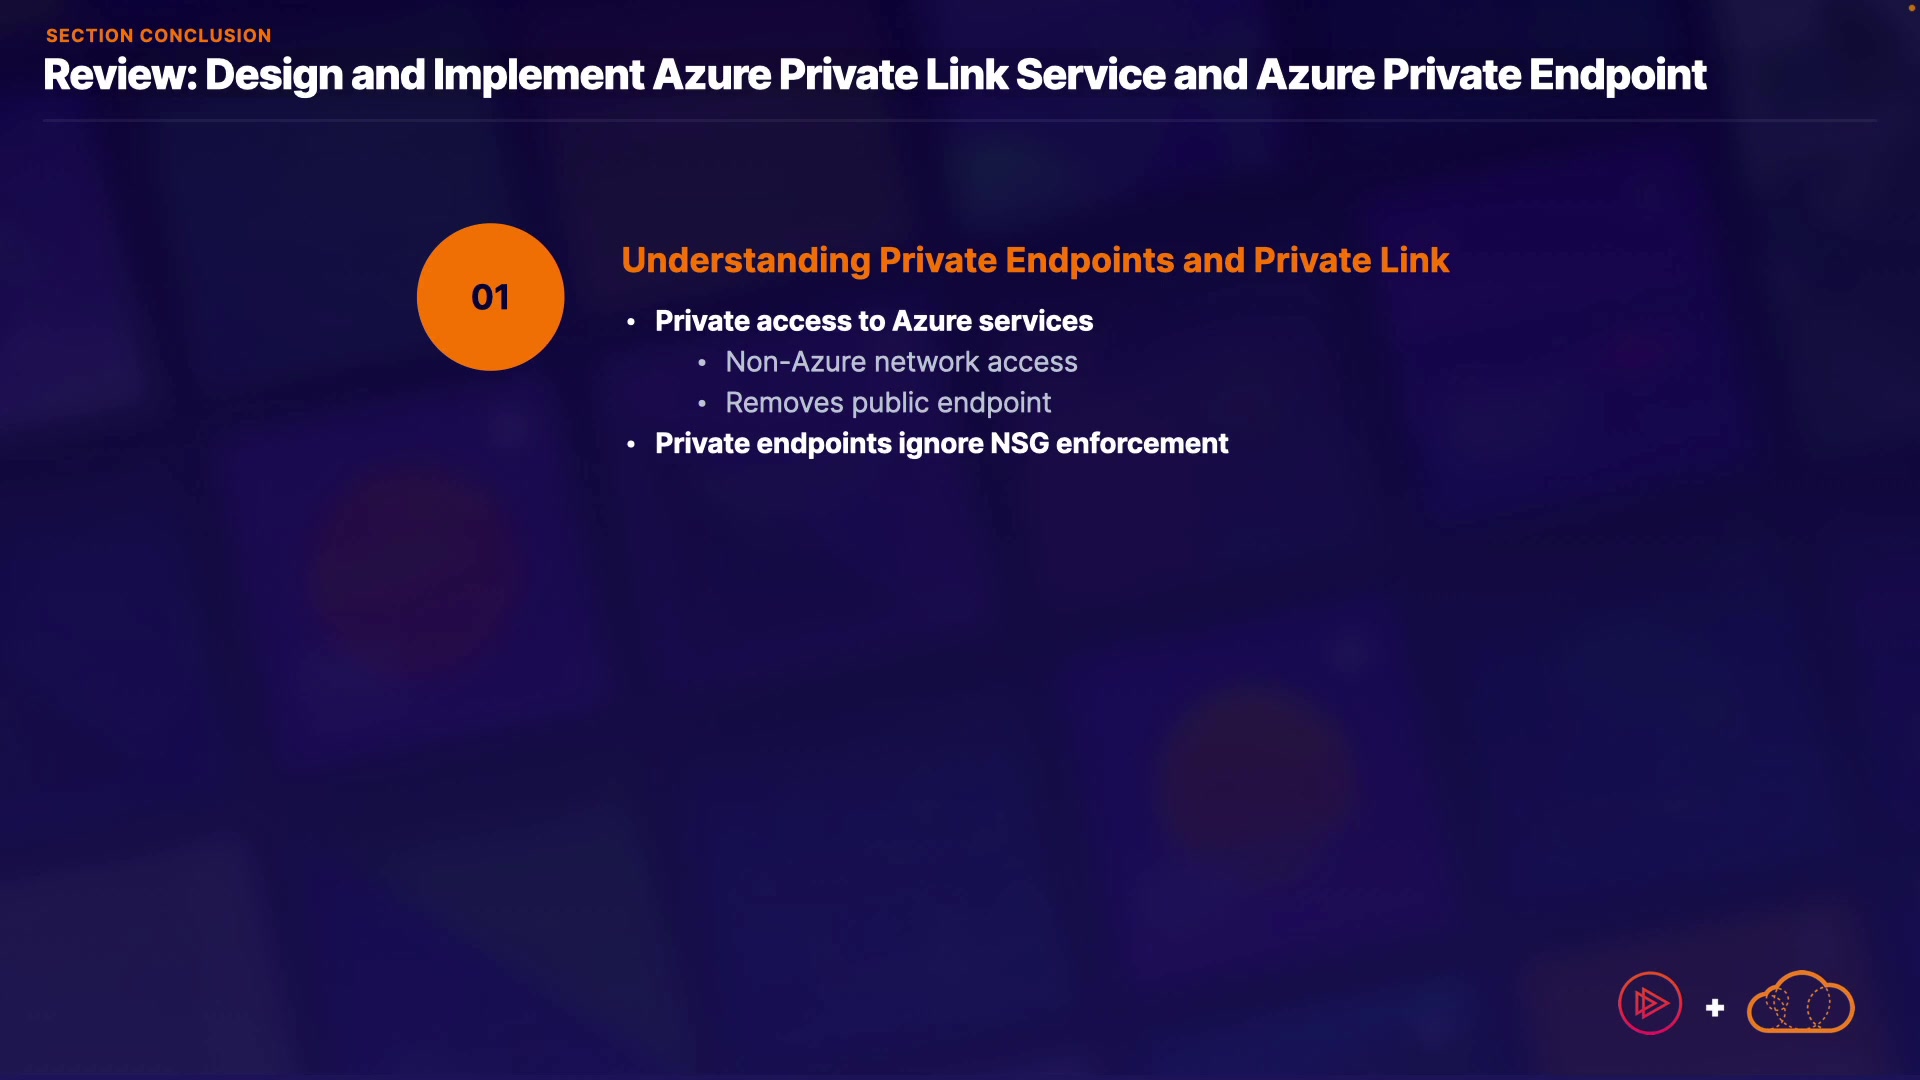 SECTION CONCLUSION
Review: Design and Implement Azure Private Link Service and Azure Private Endpoint
01
Understanding Private Endpoints and Private Link
• Private access to Azure services
• Non-Azure network access
• Removes public endpoint
• Private endpoints ignore NSG enforcement
+